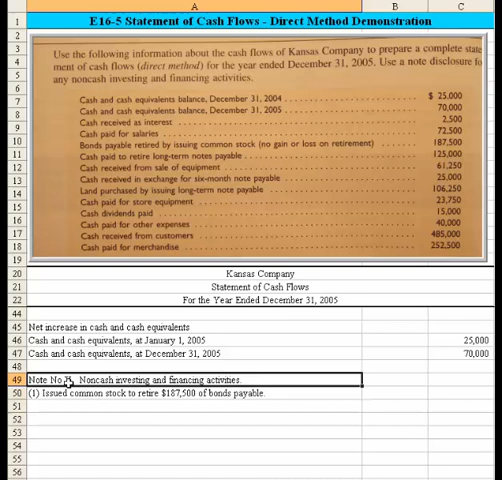 A B C
1 E16-5 Statement of Cash Flows - Direct Method Demonstration
2
3 Use the following information about the cash flows of Kansas Company to prepare a complete state
4 ment of cash flows (direct method) for the year ended December 31, 2005. Use a note disclosure fo
5 any noncash investing and financing activities.
6
7 Cash and cash equivalents balance, December 31, 2004 $ 25,000
8 Cash and cash equivalents balance, December 31, 2005 70,000
9 Cash received as interest 2,500
Cash paid for salaries 72,500
10 Bonds payable retired by issuing common stock (no gain or loss on retirement) 187,500
11 Cash paid to retire long-term notes payable 125,000
12 Cash received from sale of equipment 61,250
13 Cash received in exchange for six-month note payable 25,000
14 Land purchased by issuing long-term note payable 106,250
15 Cash paid for store equipment 23,750
16 Cash dividends paid 15,000
Cash paid for other expenses 40,000
17 Cash received from customers 485,000
18 Cash paid for merchandise 252,500
19
20 Kansas Company
21 Statement of Cash Flows
22 For the Year Ended December 31, 2005
44
45 Net increase in cash and cash equivalents
46 Cash and cash equivalents, at January 1, 2005 25,000
47 Cash and cash equivalents, at December 31, 2005 70,000
48
49 Note No Noncash investing and financing activities.
50 (1) Issued common stock to retire $187,500 of bonds payable.
51
52
53
54
55
56